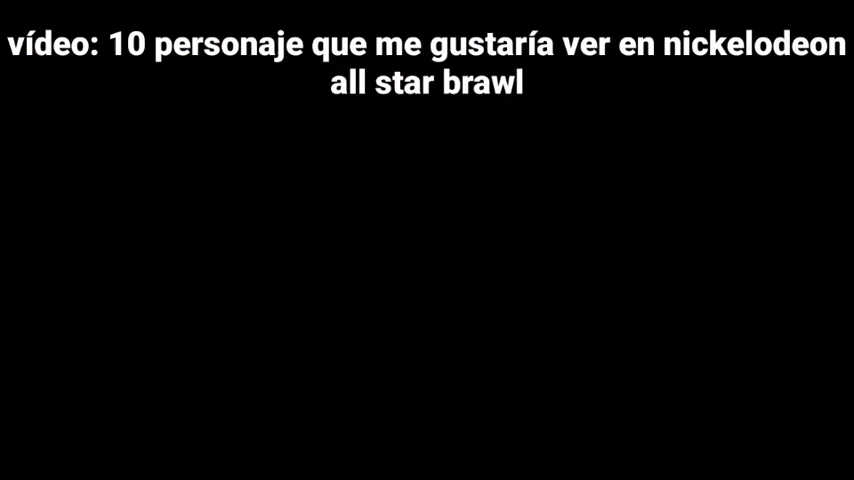 vídeo: 10 personaje que me gustaría ver en nickelodeon
all star brawl